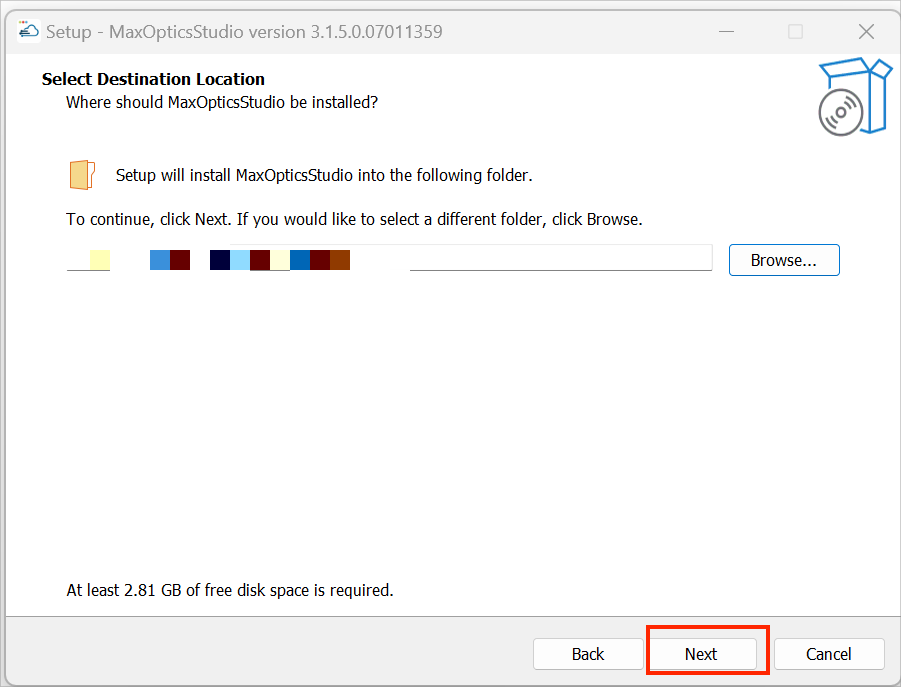 Setup - MaxOpticsStudio version 3.1.5.0.07011359
Select Destination Location
Where should MaxOpticsStudio be installed?
Setup will install MaxOpticsStudio into the following folder.
To continue, click Next. If you would like to select a different folder, click Browse.
Browse...
At least 2.81 GB of free disk space is required.
Back Next Cancel